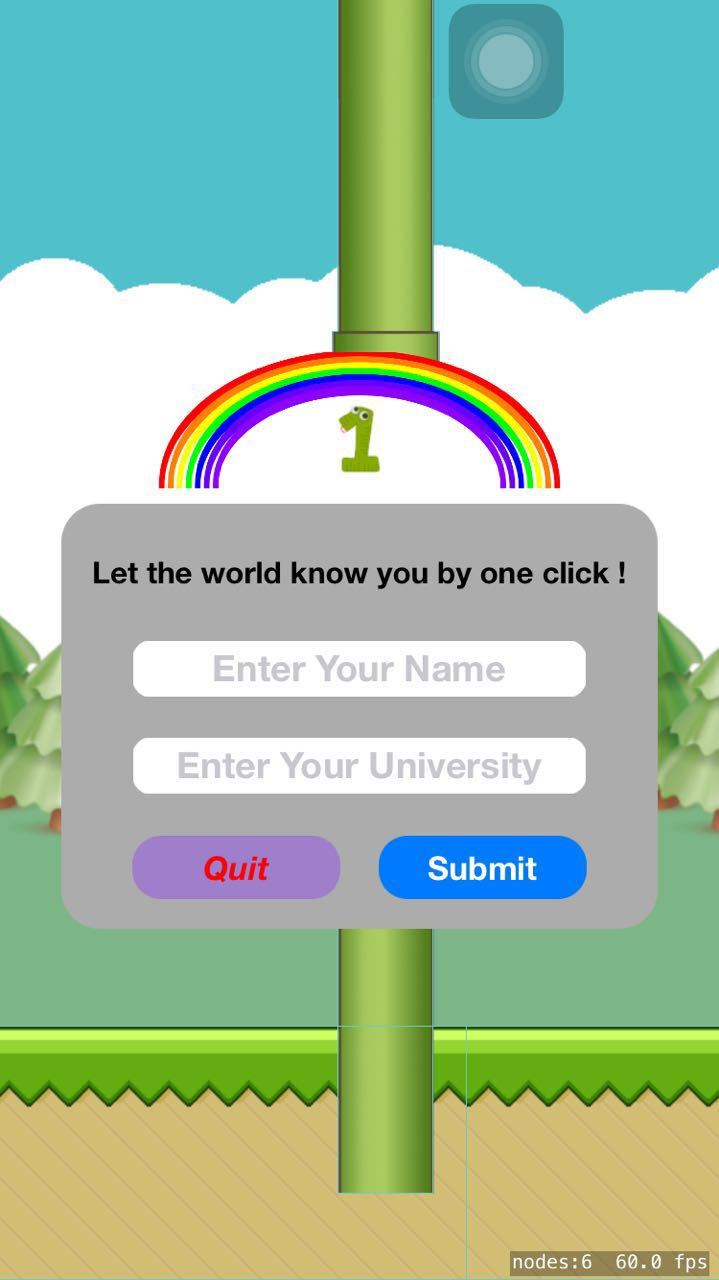 1
Let the world know you by one click !
Enter Your Name
Enter Your University
Quit Submit
nodes:6 60.0 fps